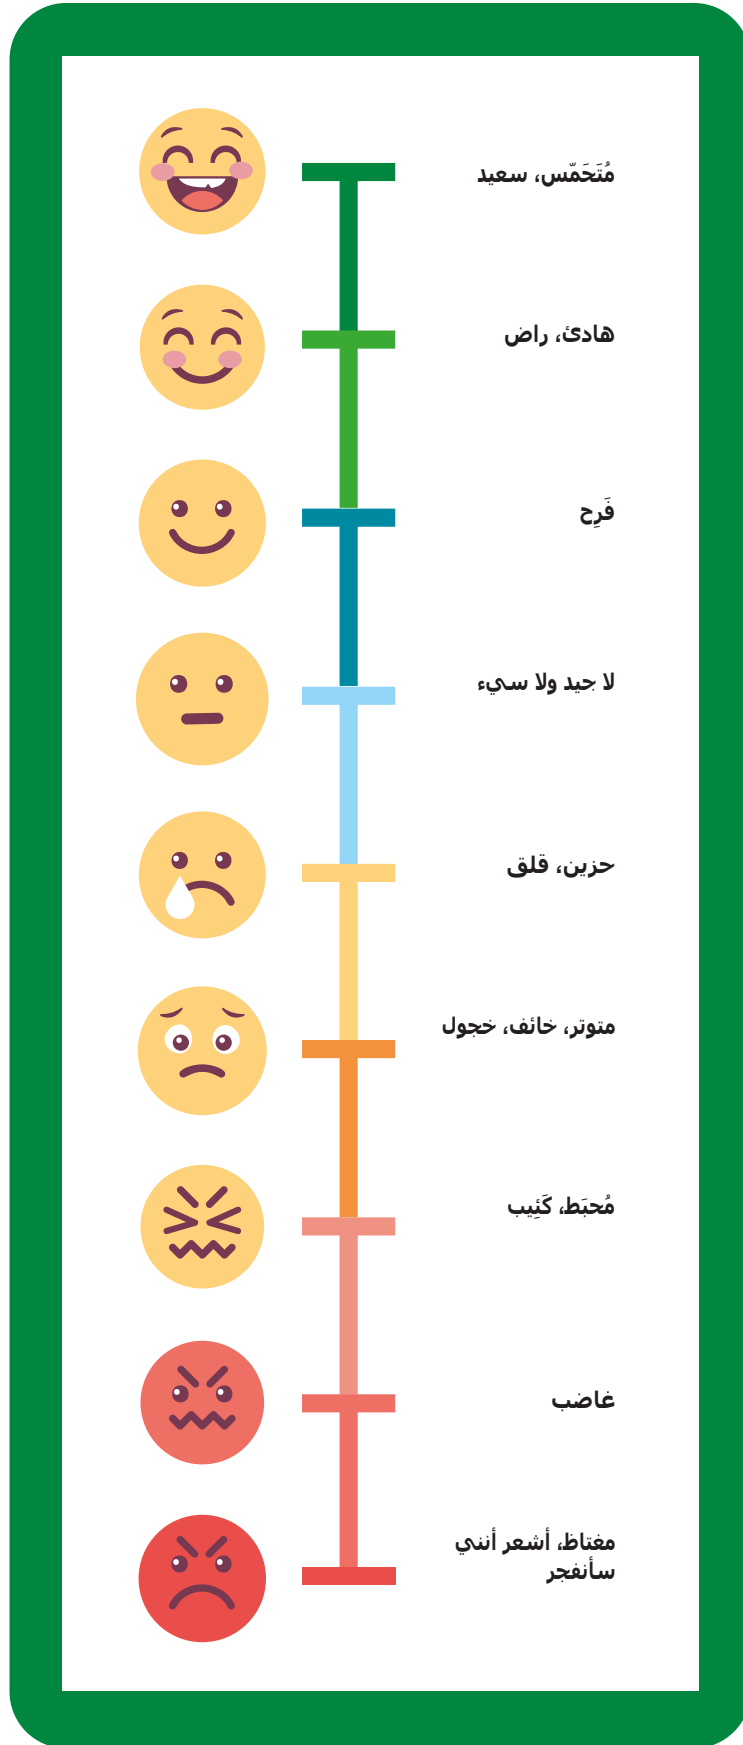 مُتَحَمّس، سعيد
هادئ، راض
فَرِح
لا جيد ولا سيء
حزين، قلق
متوتر، خائف، خجول
مُحبَط، كَئِيب
غاضب
مغتاظ، أشعر أنني
سأنفجر